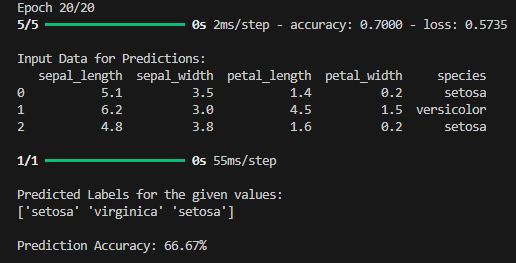 Epoch 20/20
5/5 ━━━━━━━━━━━━━━━━━━━━ 0s 2ms/step - accuracy: 0.7000 - loss: 0.5735
Input Data for Predictions:
sepal_length sepal_width petal_length petal_width species
0 5.1 3.5 1.4 0.2 setosa
1 6.2 3.0 4.5 1.5 versicolor
2 4.8 3.8 1.6 0.2 setosa
1/1 ━━━━━━━━━━━━━━━━━━━━ 0s 55ms/step
Predicted Labels for the given values:
['setosa' 'virginica' 'setosa']
Prediction Accuracy: 66.67%